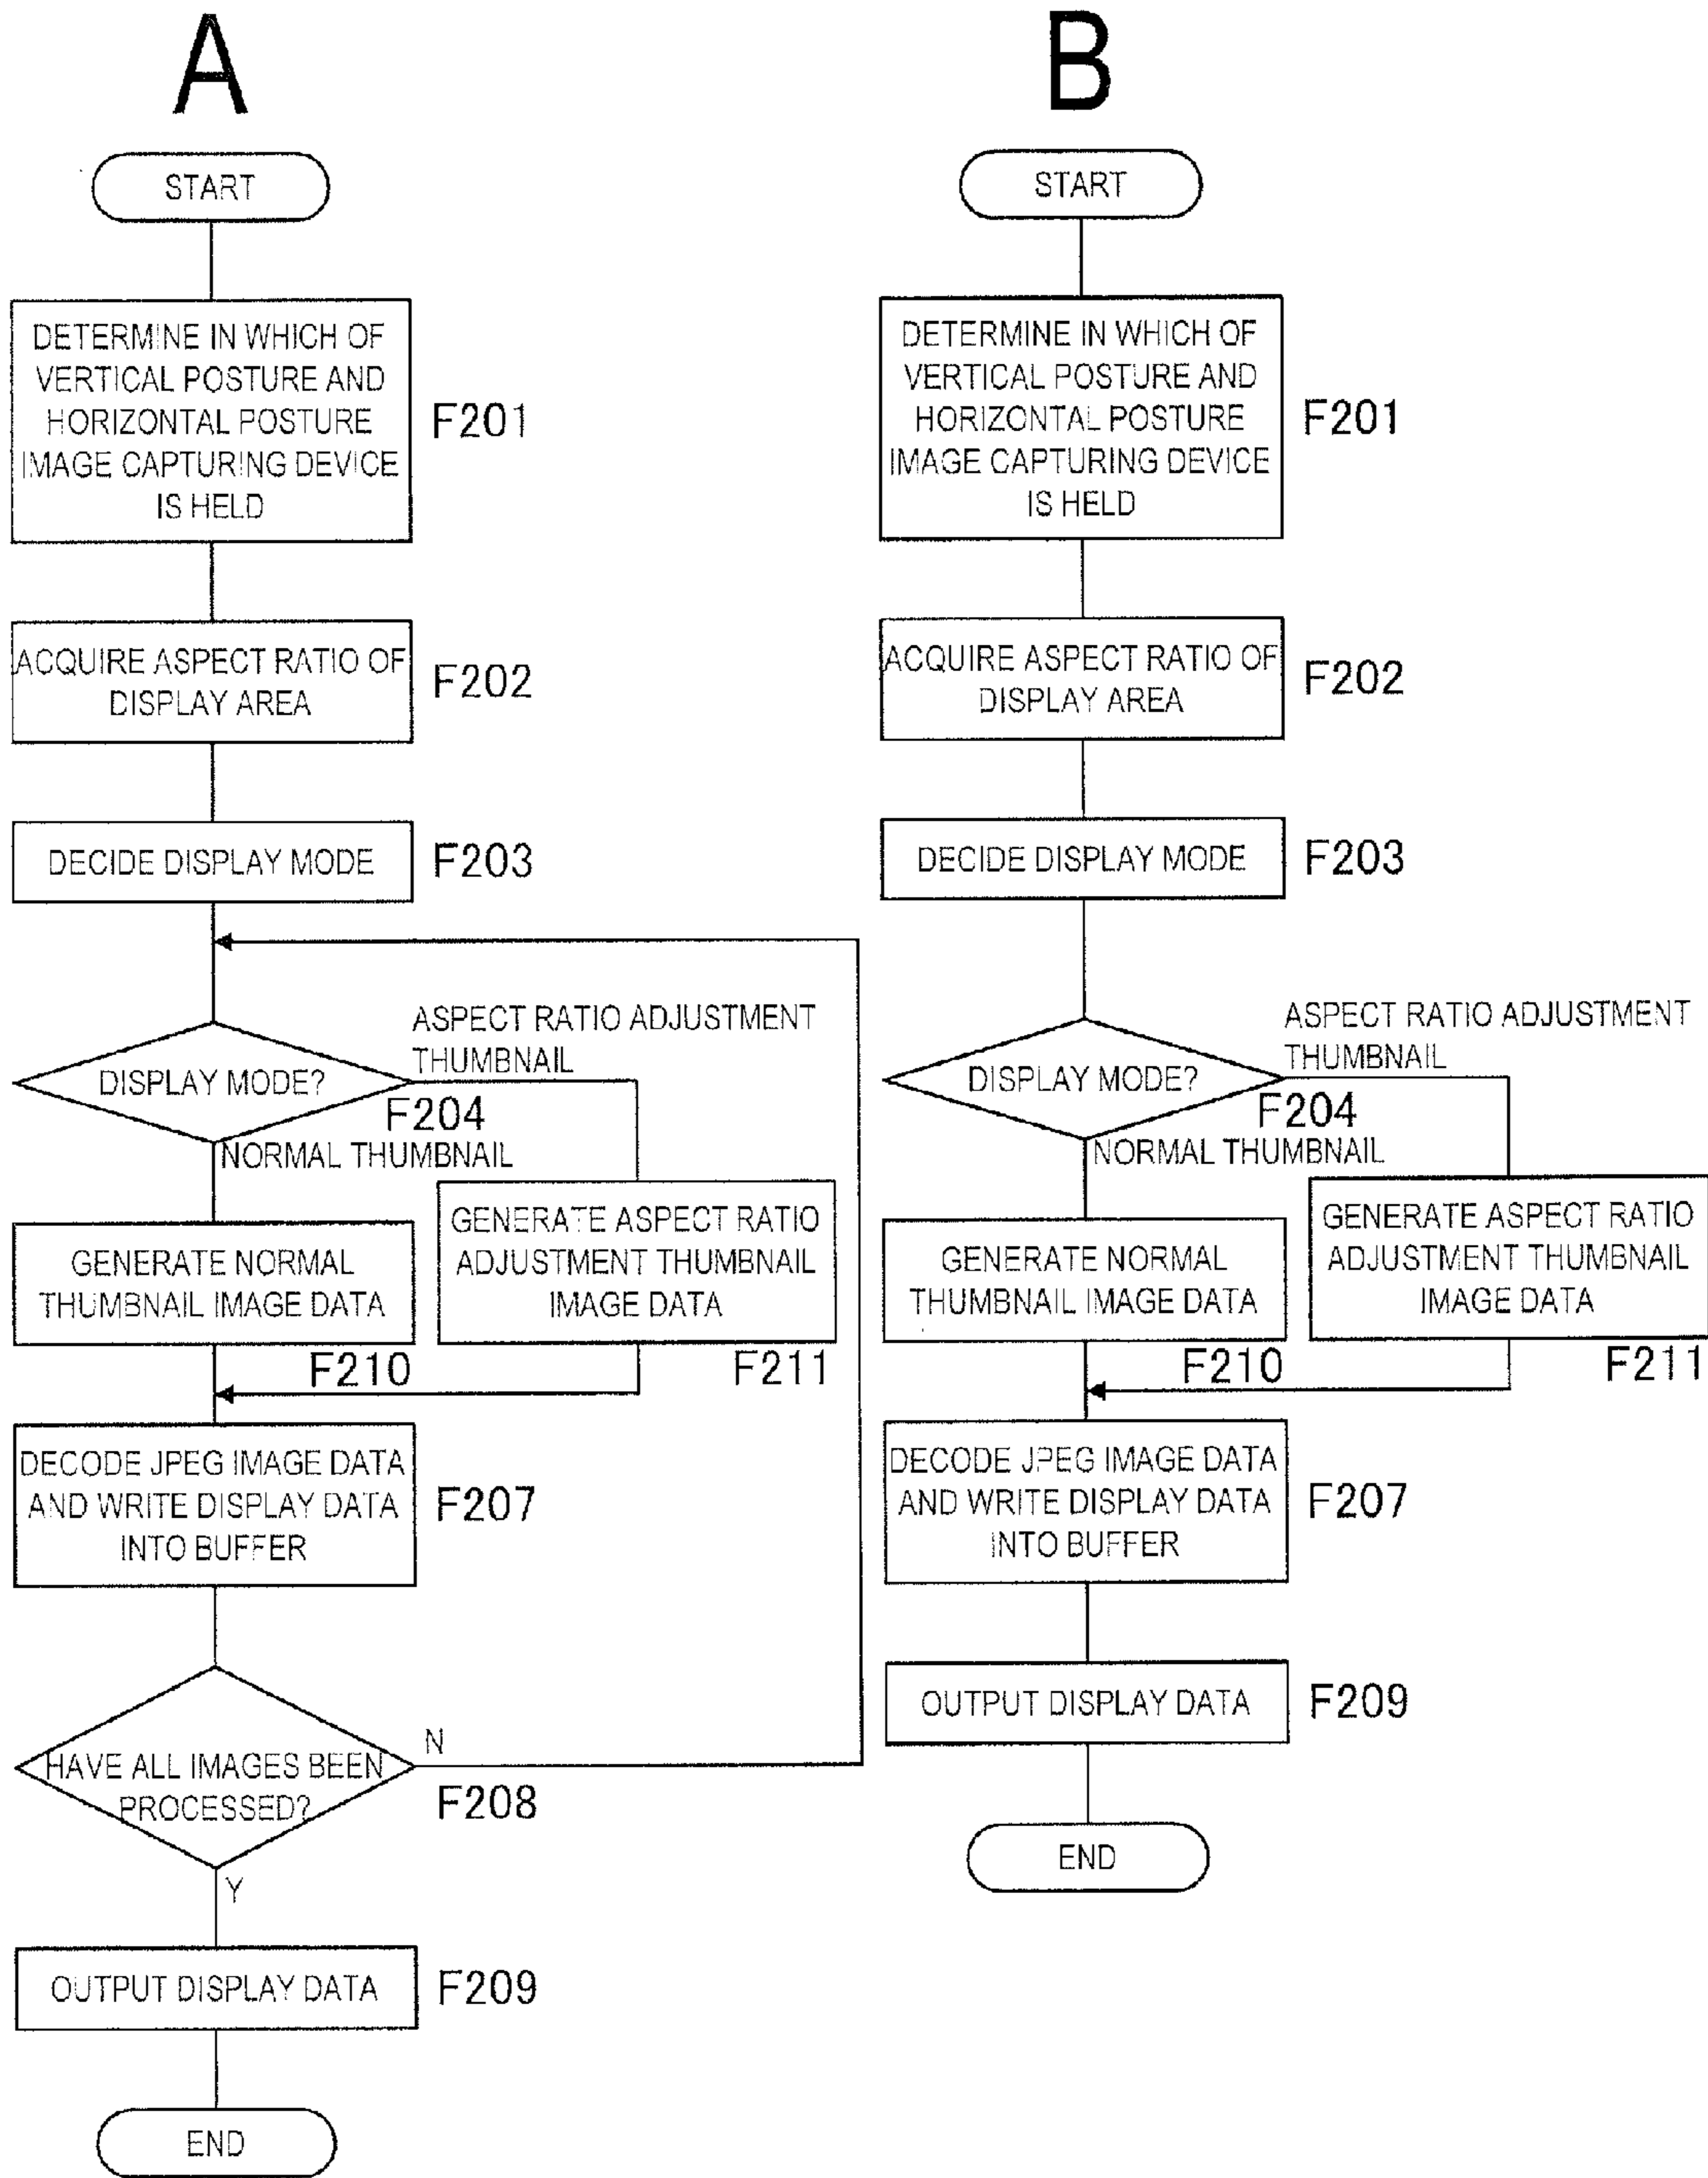 A
START
DETERMINE IN WHICH OF
VERTICAL POSTURE AND
HORIZONTAL POSTURE
IMAGE CAPTURING DEVICE
IS HELD
F201
ACQUIRE ASPECT RATIO OF
DISPLAY AREA
F202
DECIDE DISPLAY MODE
F203
ASPECT RATIO ADJUSTMENT
THUMBNAIL
DISPLAY MODE?
F204
NORMAL THUMBNAIL
GENERATE NORMAL
THUMBNAIL IMAGE DATA
F210
GENERATE ASPECT RATIO
ADJUSTMENT THUMBNAIL
IMAGE DATA
F211
DECODE JPEG IMAGE DATA
AND WRITE DISPLAY DATA
INTO BUFFER
F207
HAVE ALL IMAGES BEEN
PROCESSED?
N
F208
Y
OUTPUT DISPLAY DATA
F209
END
B
START
DETERMINE IN WHICH OF
VERTICAL POSTURE AND
HORIZONTAL POSTURE
IMAGE CAPTURING DEVICE
IS HELD
F201
ACQUIRE ASPECT RATIO OF
DISPLAY AREA
F202
DECIDE DISPLAY MODE
F203
ASPECT RATIO ADJUSTMENT
THUMBNAIL
DISPLAY MODE?
F204
NORMAL THUMBNAIL
GENERATE NORMAL
THUMBNAIL IMAGE DATA
F210
GENERATE ASPECT RATIO
ADJUSTMENT THUMBNAIL
IMAGE DATA
F211
DECODE JPEG IMAGE DATA
AND WRITE DISPLAY DATA
INTO BUFFER
F207
OUTPUT DISPLAY DATA
F209
END